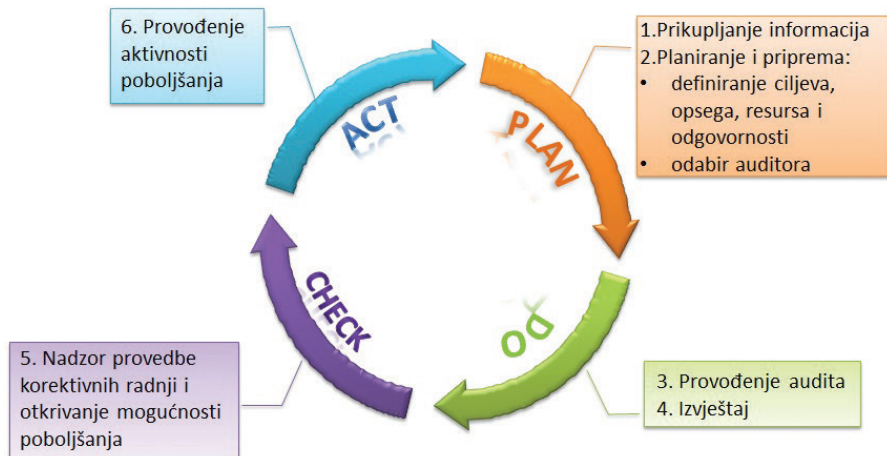 6. Provođenje
aktivnosti
poboljšanja
ACT
PLAN
1.Prikupljanje informacija
2.Planiranje i priprema:
• definiranje ciljeva,
opsega, resursa i
odgovornosti
• odabir auditora
CHECK
DO
5. Nadzor provedbe
korektivnih radnji i
otkrivanje mogućnosti
poboljšanja
3. Provođenje audita
4. Izvještaj